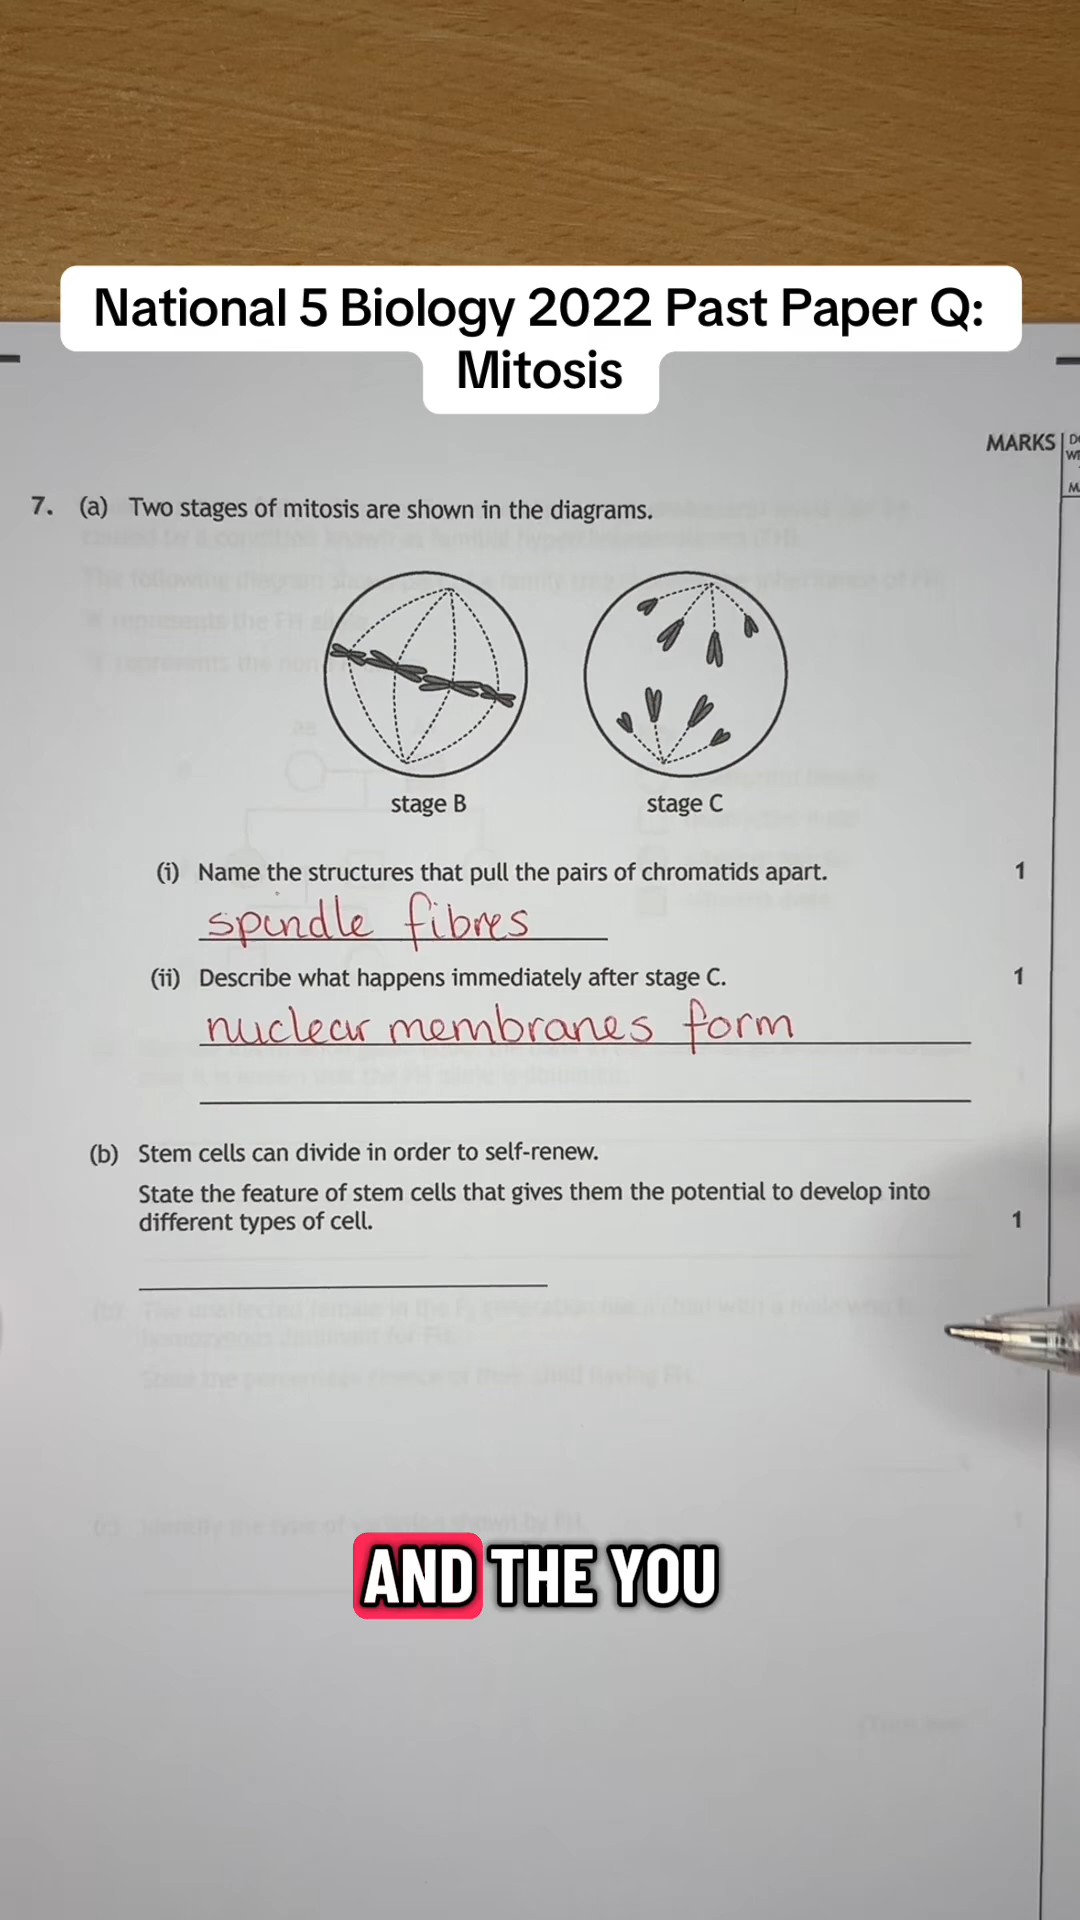 National 5 Biology 2022 Past Paper Q:
Mitosis
MARKS
7. (a) Two stages of mitosis are shown in the diagrams.
stage B
stage C
(i) Name the structures that pull the pairs of chromatids apart. 1
spindle fibres
(ii) Describe what happens immediately after stage C. 1
nuclear membranes form
(b) Stem cells can divide in order to self-renew.
State the feature of stem cells that gives them the potential to develop into
different types of cell. 1
AND THE YOU